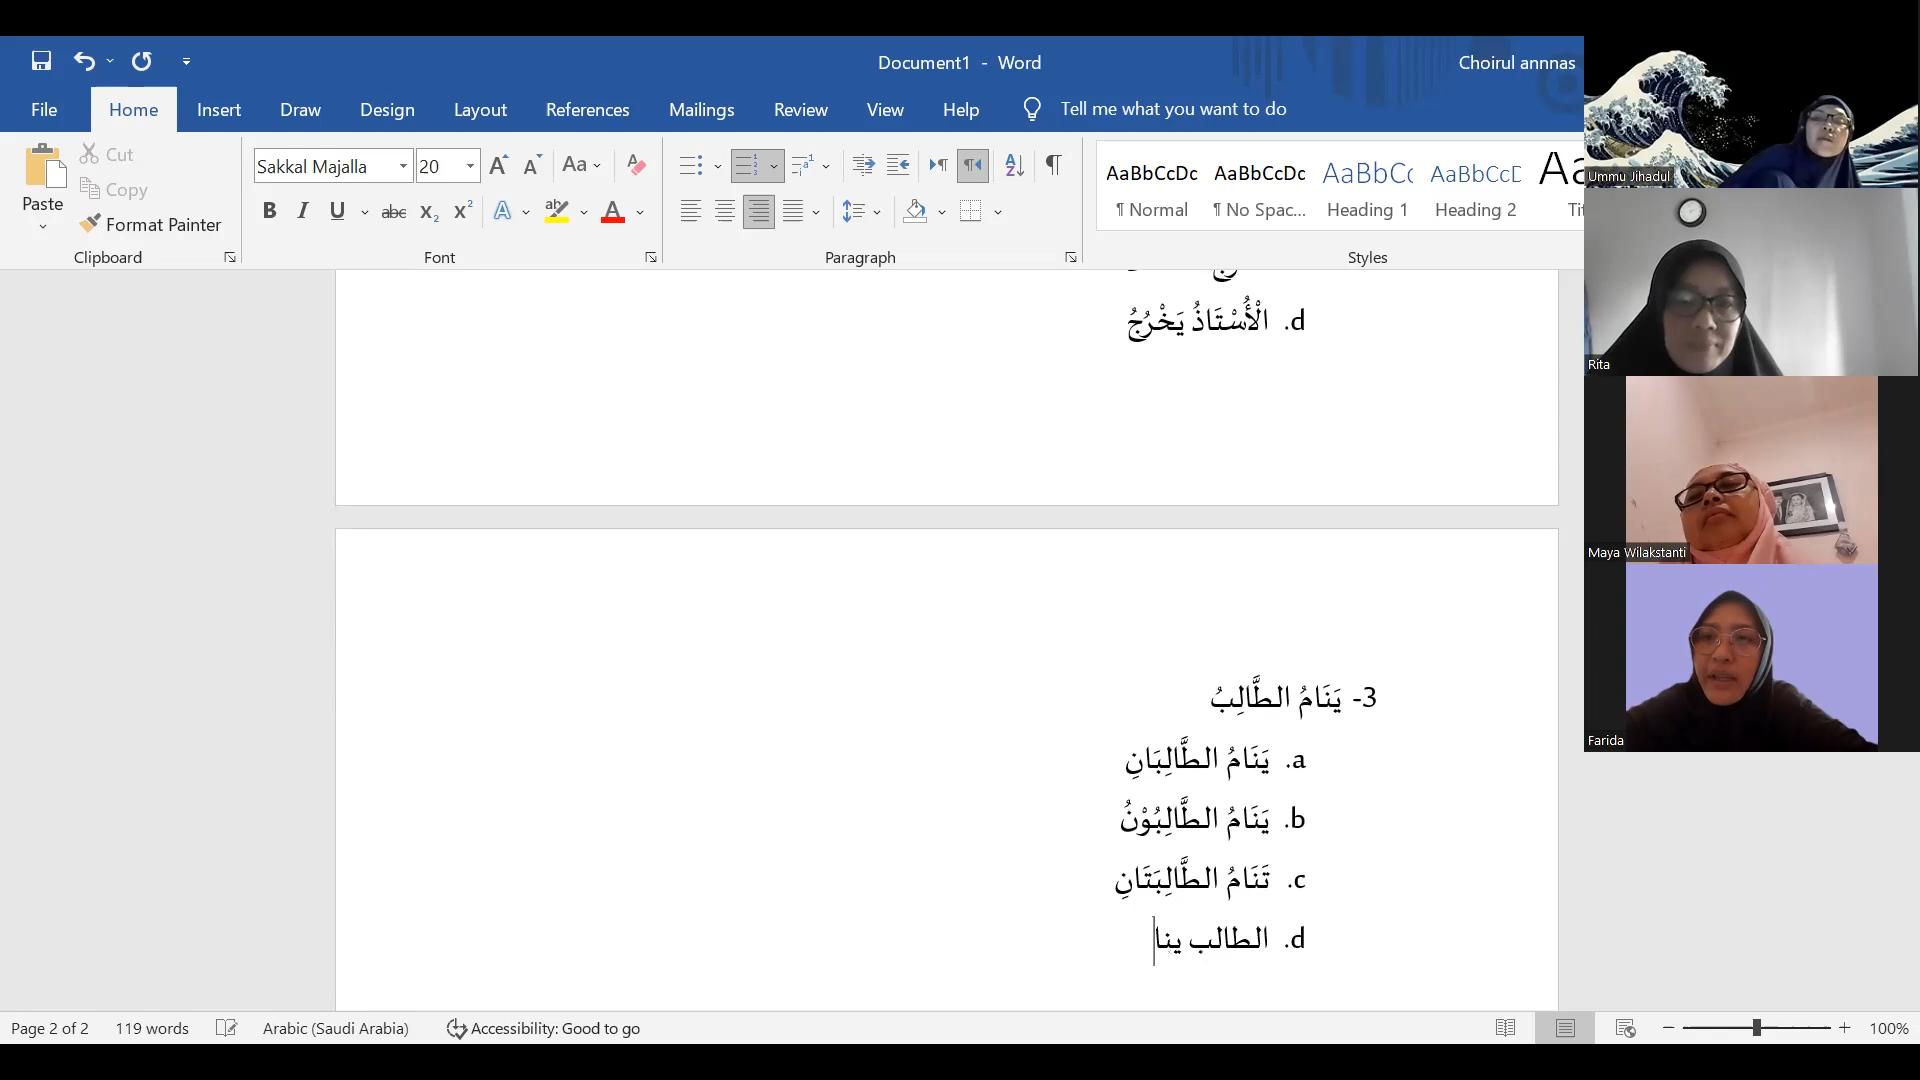 Document1 - Word
Choirul annnas
File Home Insert Draw Design Layout References Mailings Review View Help Tell me what you want to do
Paste
Cut
Copy
Format Painter
Clipboard
Sakkal Majalla 20
Font
Paragraph
AaBbCcDc AaBbCcDc AaBbCc AaBbCcD
¶ Normal ¶ No Spac... Heading 1 Heading 2
Styles
d. الْأُسْتَاذُ يَخْرُجُ
3- يَنَامُ الطَّالِبُ
a. يَنَامُ الطَّالِبَانِ
b. يَنَامُ الطَّالِبُوْنُ
c. تَنَامُ الطَّالِبَتَانِ
d. الطالب ينا
Page 2 of 2 119 words Arabic (Saudi Arabia) Accessibility: Good to go 100%
Ummu Jihadul
Rita
Maya Wilakstanti
Farida